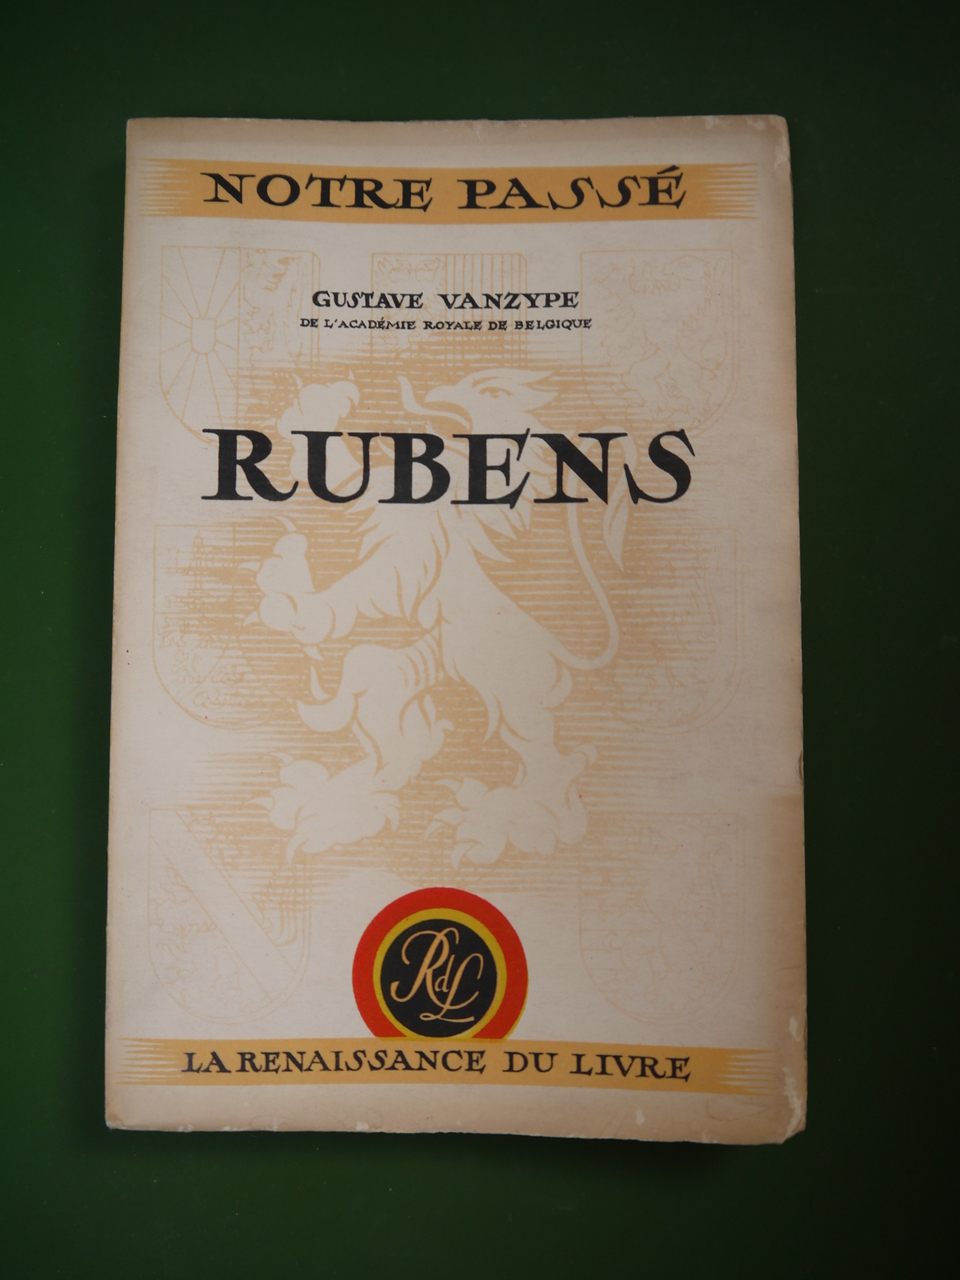 NOTRE PASSÉ
GUSTAVE VANZYPE
DE L'ACADÉMIE ROYALE DE BELGIQUE
RUBENS
RdL
LA RENAISSANCE DU LIVRE